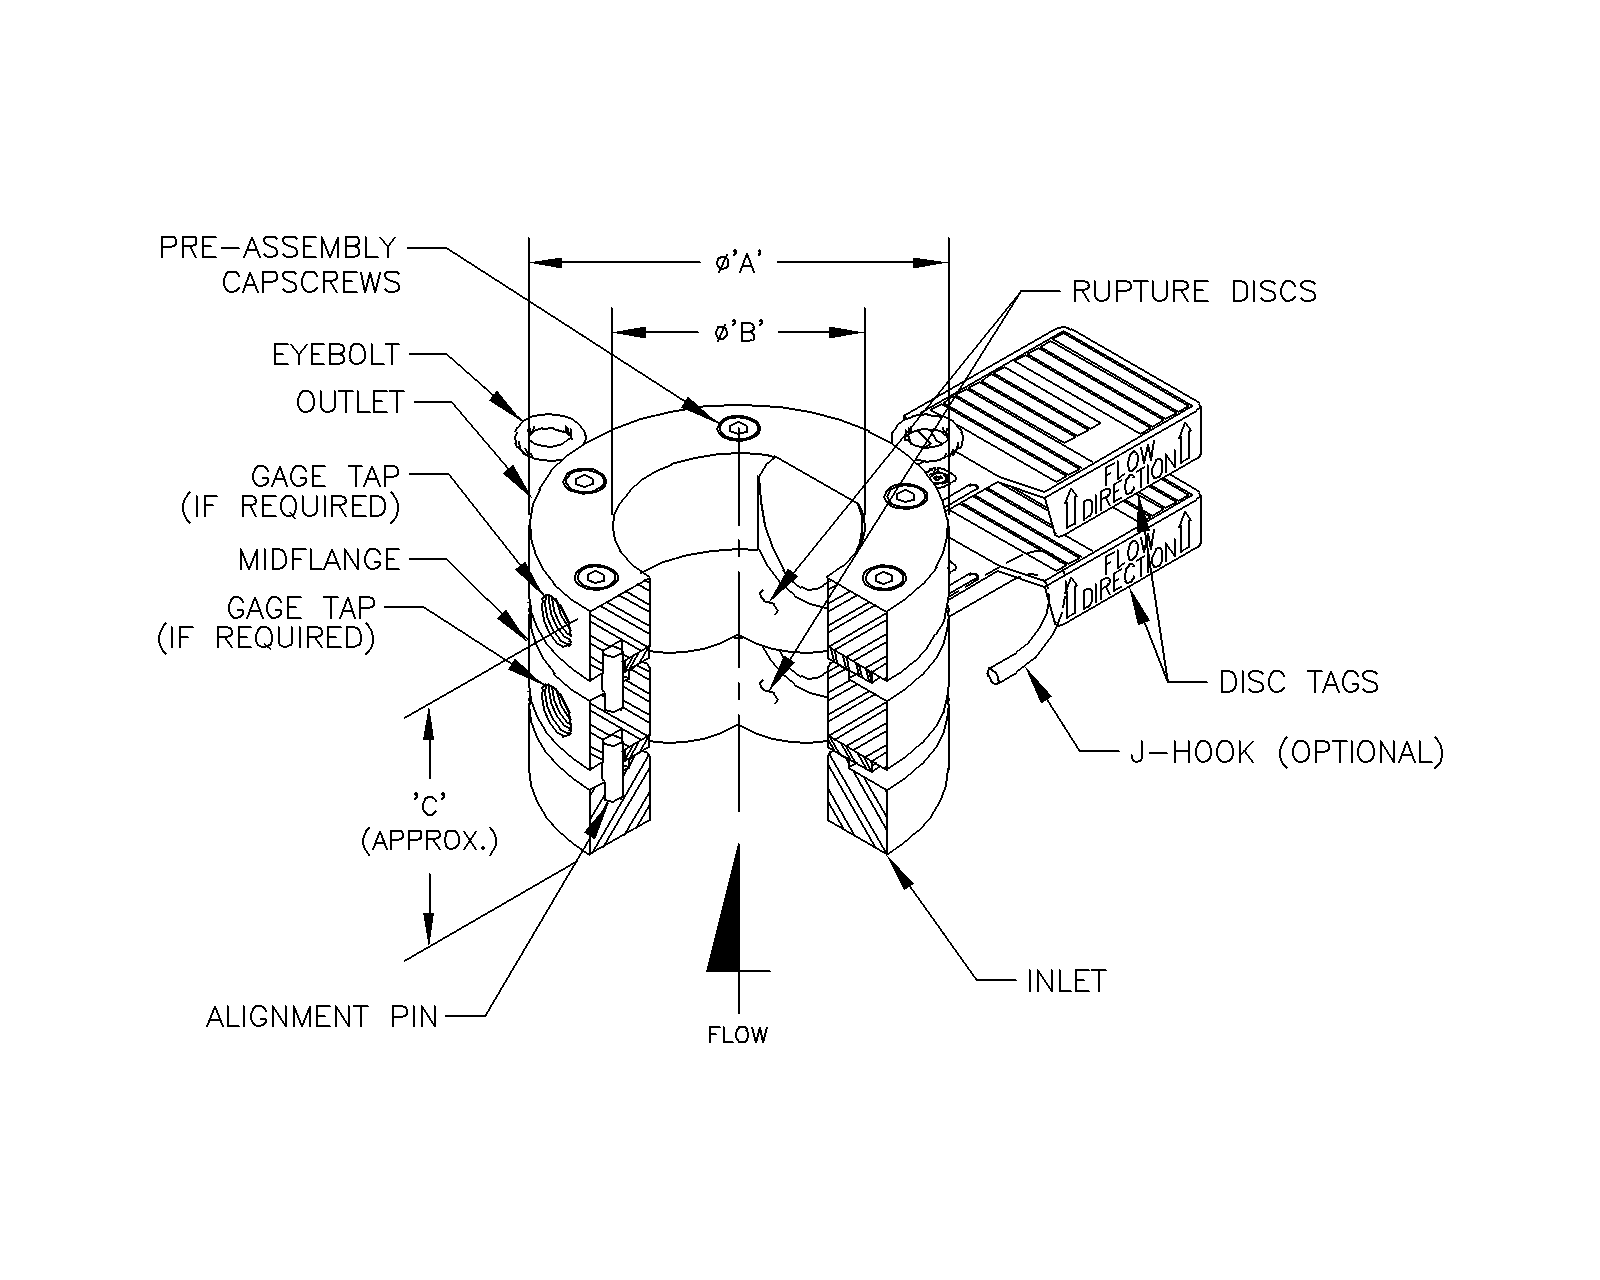 PRE-ASSEMBLY
CAPSCREWS
ø'A'
RUPTURE DISCS
ø'B'
EYEBOLT
OUTLET
GAGE TAP
(IF REQUIRED)
FLOW
DIRECTION
MIDFLANGE
FLOW
DIRECTION
GAGE TAP
(IF REQUIRED)
DISC TAGS
J-HOOK (OPTIONAL)
'C'
(APPROX.)
INLET
ALIGNMENT PIN
FLOW